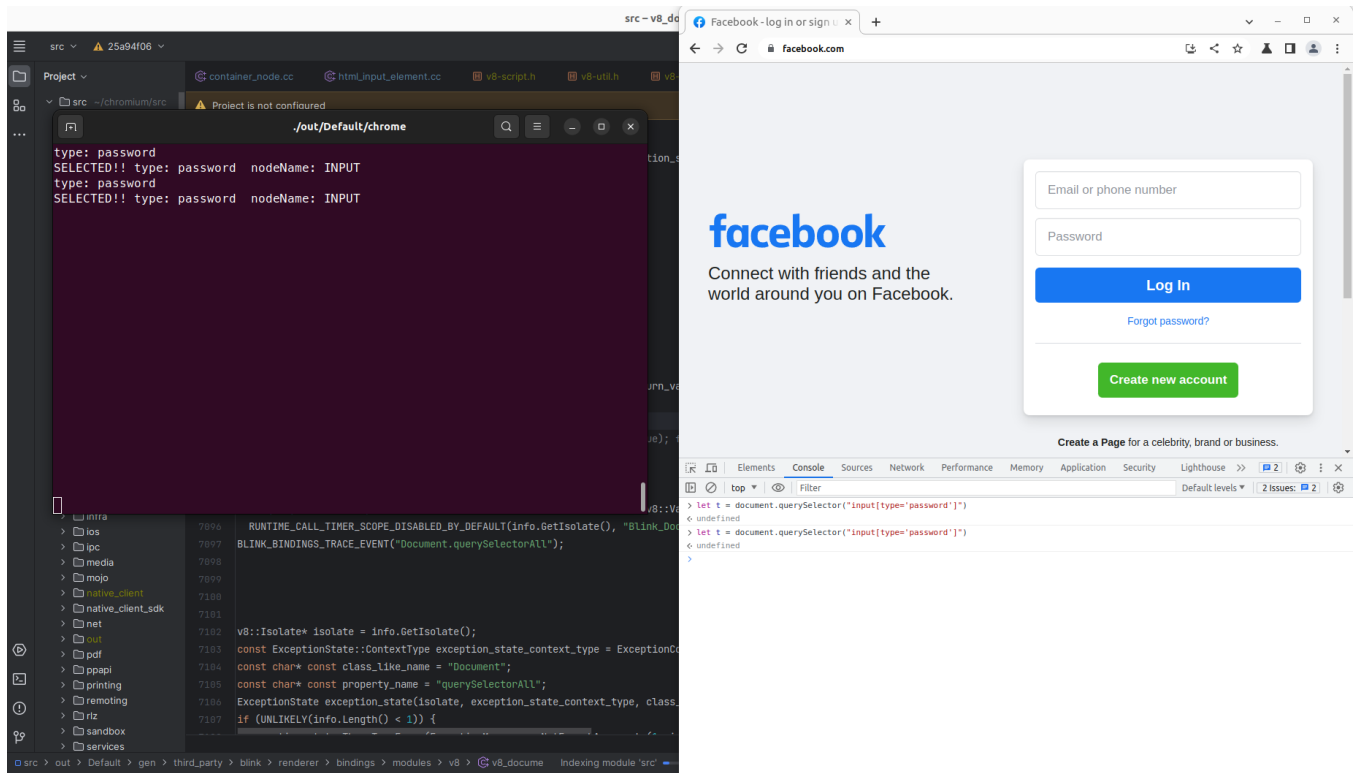 src – v8_do
src
25a94f06
Project
container_node.cc
html_input_element.cc
v8-script.h
v8-util.h
v8-
src ~/chromium/src
Project is not configured
./out/Default/chrome
type: password
SELECTED!! type: password  nodeName: INPUT
type: password
SELECTED!! type: password  nodeName: INPUT
tion_s
urn_va
ue);
v8::Va
infra
ios
ipc
media
mojo
native_client
native_client_sdk
net
out
pdf
ppapi
printing
remoting
rlz
sandbox
services
7096 RUNTIME_CALL_TIMER_SCOPE_DISABLED_BY_DEFAULT(info.GetIsolate(), "Blink_Doc
7097 BLINK_BINDINGS_TRACE_EVENT("Document.querySelectorAll");
7098
7099
7100
7101
7102 v8::Isolate* isolate = info.GetIsolate();
7103 const ExceptionState::ContextType exception_state_context_type = ExceptionCo
7104 const char* const class_like_name = "Document";
7105 const char* const property_name = "querySelectorAll";
7106 ExceptionState exception_state(isolate, exception_state_context_type, class_
7107 if (UNLIKELY(info.Length() < 1)) {
src > out > Default > gen > third_party > blink > renderer > bindings > modules > v8 > v8_docume
Indexing module 'src'
Facebook - log in or sign u
facebook.com
facebook
Connect with friends and the
world around you on Facebook.
Email or phone number
Password
Log In
Forgot password?
Create new account
Create a Page for a celebrity, brand or business.
Elements Console Sources Network Performance Memory Application Security Lighthouse 2
top Filter Default levels 2 Issues: 2
> let t = document.querySelector("input[type='password']")
undefined
> let t = document.querySelector("input[type='password']")
undefined
>